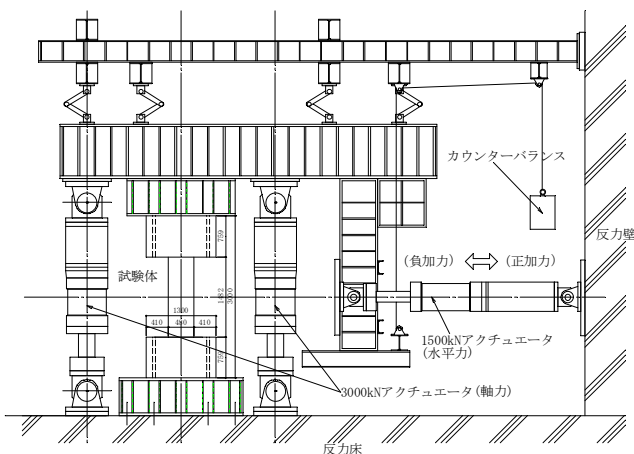 カウンターバランス
反力壁
(負加力)
(正加力)
試験体
759
1482
3000
1300
410
480
410
759
1500kNアクチュエータ
(水平力)
3000kNアクチュエータ(軸力)
反力床